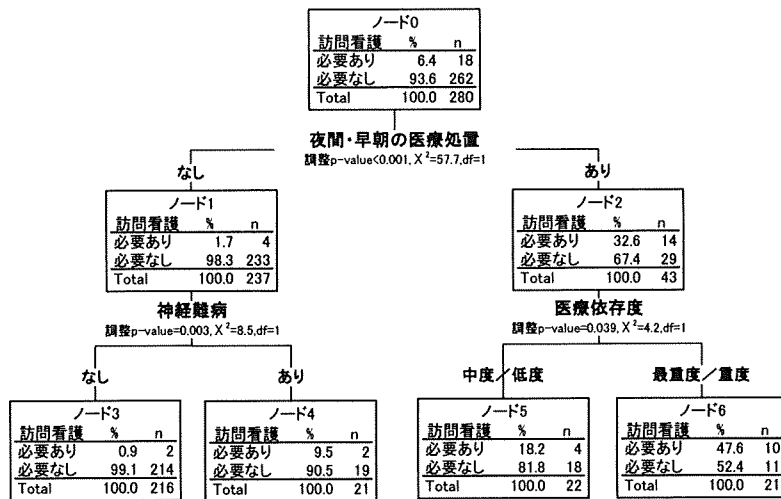 ノード0
訪問看護 % n
必要あり 6.4 18
必要なし 93.6 262
Total 100.0 280
夜間・早朝の医療処置
調整p-value<0.001, X²=57.7,df=1
なし
あり
ノード1
訪問看護 % n
必要あり 1.7 4
必要なし 98.3 233
Total 100.0 237
ノード2
訪問看護 % n
必要あり 32.6 14
必要なし 67.4 29
Total 100.0 43
神経難病
調整p-value=0.003, X²=8.5,df=1
医療依存度
調整p-value=0.039, X²=4.2,df=1
なし
あり
中度/低度
最重度/重度
ノード3
訪問看護 % n
必要あり 0.9 2
必要なし 99.1 214
Total 100.0 216
ノード4
訪問看護 % n
必要あり 9.5 2
必要なし 90.5 19
Total 100.0 21
ノード5
訪問看護 % n
必要あり 18.2 4
必要なし 81.8 18
Total 100.0 22
ノード6
訪問看護 % n
必要あり 47.6 10
必要なし 52.4 11
Total 100.0 21